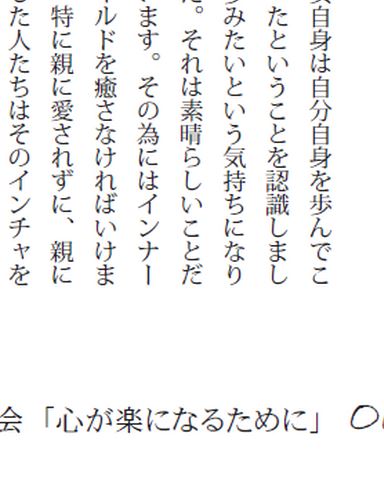 自身は自分自身を歩んでこ
たということを認識しまし
みたいという気持ちになり
。それは素晴らしいことだ
ます。その為にはインナー
ルドを癒さなければいけま
特に親に愛されずに、親に
た人たちはそのインチャを
会「心が楽になるために」